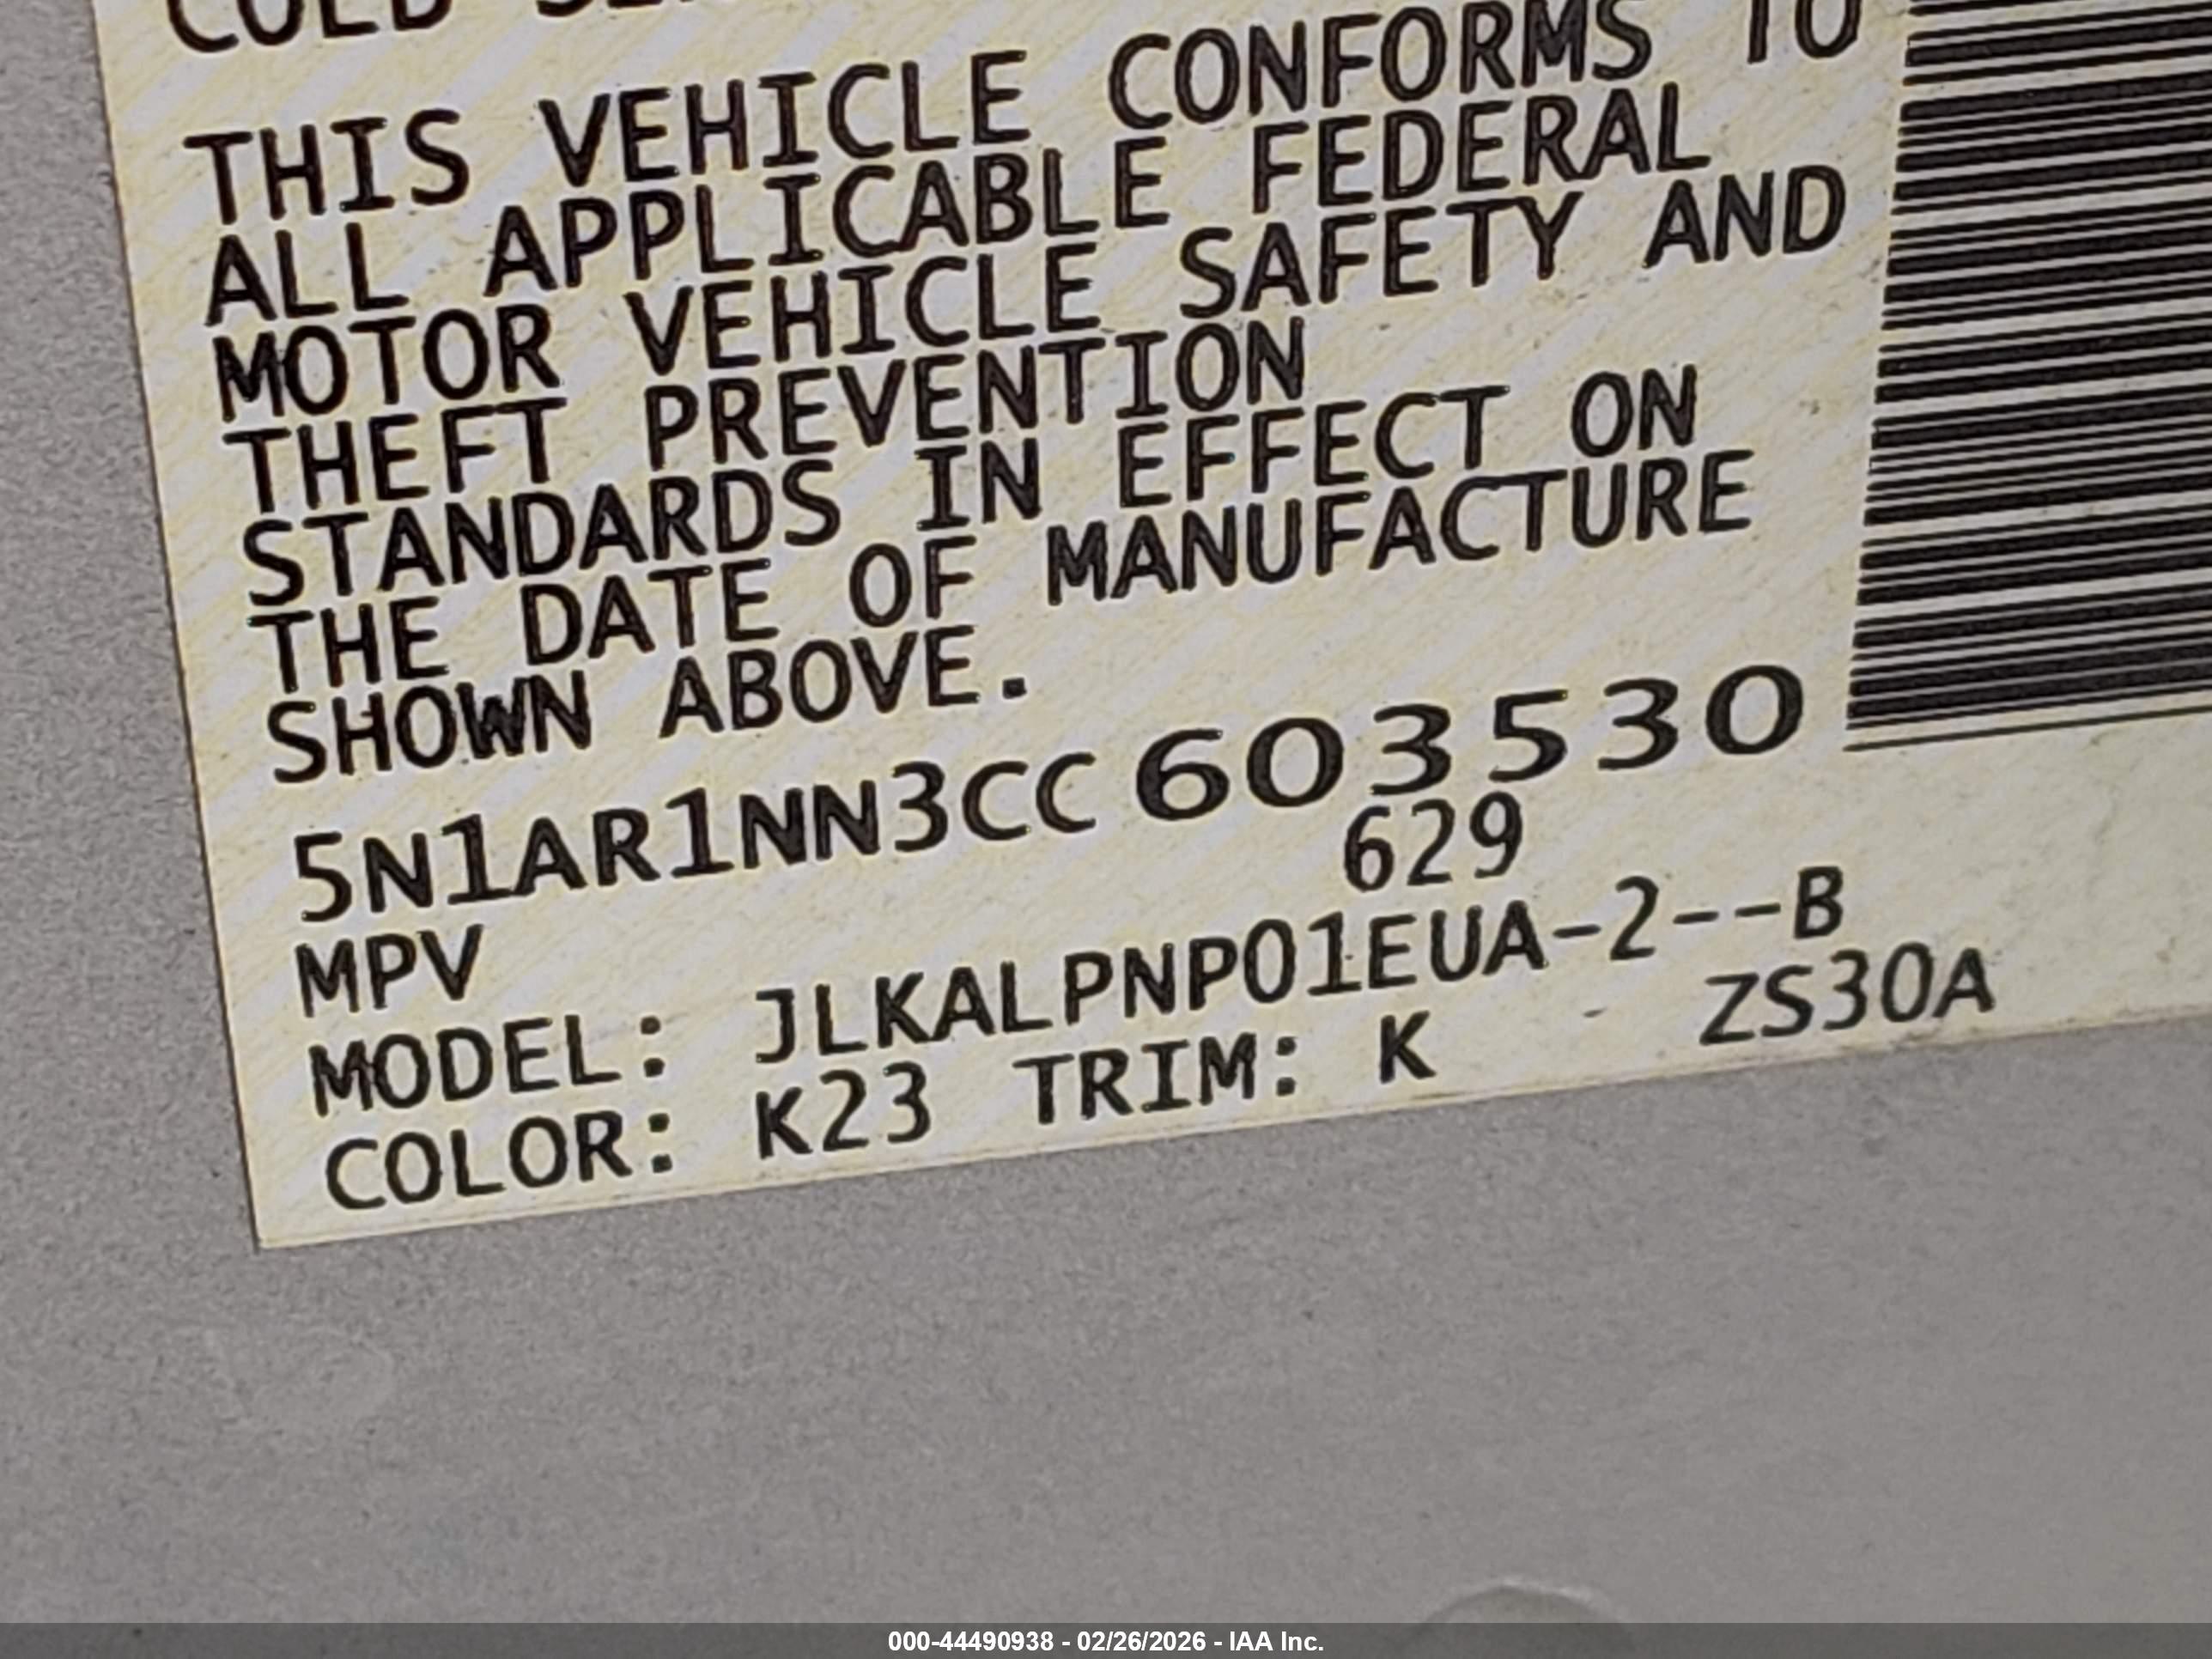 THIS VEHICLE CONFORMS TO
ALL APPLICABLE FEDERAL
MOTOR VEHICLE SAFETY AND
THEFT PREVENTION
STANDARDS IN EFFECT ON
THE DATE OF MANUFACTURE
SHOWN ABOVE.
5N1AR1NN3CC603530
MPV 629
MODEL: JLKALPNP01EUA-2--B
COLOR: K23 TRIM: K ZS30A
000-44490938 - 02/26/2026 - IAA Inc.